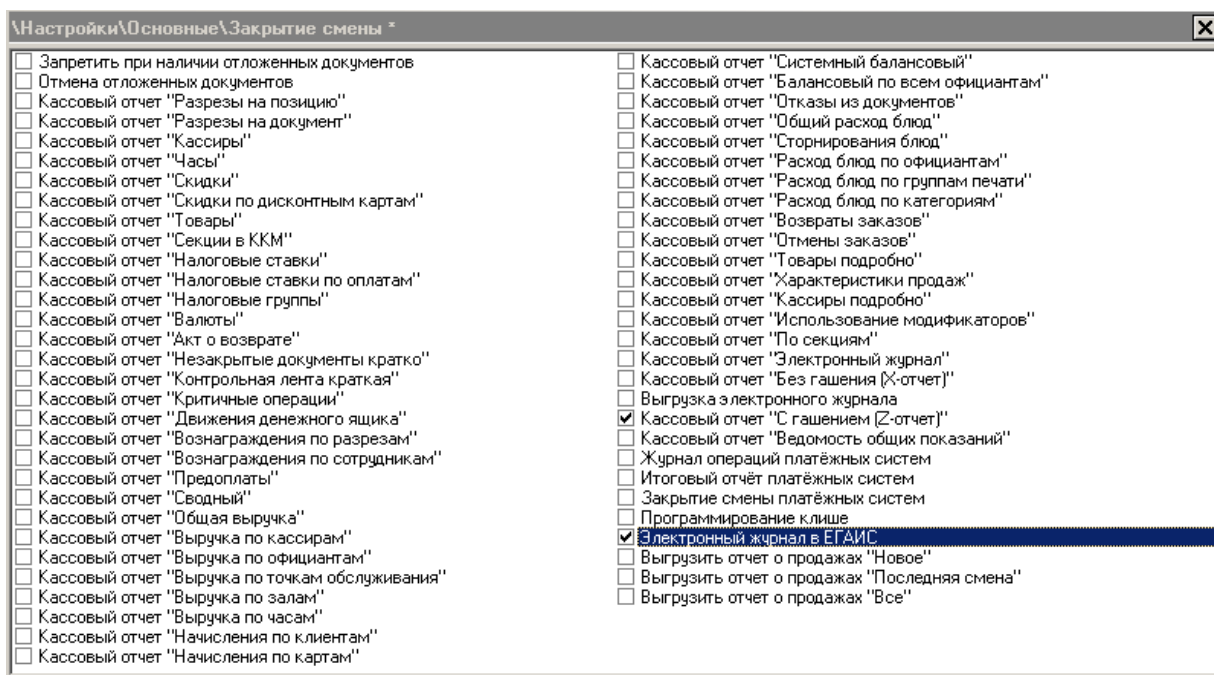 \Настройки\Основные\Закрытие смены *
Запретить при наличии отложенных документов
Отмена отложенных документов
Кассовый отчет "Разрезы на позицию"
Кассовый отчет "Разрезы на документ"
Кассовый отчет "Кассиры"
Кассовый отчет "Часы"
Кассовый отчет "Скидки"
Кассовый отчет "Скидки по дисконтным картам"
Кассовый отчет "Товары"
Кассовый отчет "Секции в ККМ"
Кассовый отчет "Налоговые ставки"
Кассовый отчет "Налоговые ставки по оплатам"
Кассовый отчет "Налоговые группы"
Кассовый отчет "Валюты"
Кассовый отчет "Акт о возврате"
Кассовый отчет "Незакрытые документы кратко"
Кассовый отчет "Контрольная лента краткая"
Кассовый отчет "Критичные операции"
Кассовый отчет "Движения денежного ящика"
Кассовый отчет "Вознаграждения по разрезам"
Кассовый отчет "Вознаграждения по сотрудникам"
Кассовый отчет "Предоплаты"
Кассовый отчет "Сводный"
Кассовый отчет "Общая выручка"
Кассовый отчет "Выручка по кассирам"
Кассовый отчет "Выручка по официантам"
Кассовый отчет "Выручка по точкам обслуживания"
Кассовый отчет "Выручка по залам"
Кассовый отчет "Выручка по часам"
Кассовый отчет "Начисления по клиентам"
Кассовый отчет "Начисления по картам"
Кассовый отчет "Системный балансовый"
Кассовый отчет "Балансовый по всем официантам"
Кассовый отчет "Отказы из документов"
Кассовый отчет "Общий расход блюд"
Кассовый отчет "Сторнирования блюд"
Кассовый отчет "Расход блюд по официантам"
Кассовый отчет "Расход блюд по группам печати"
Кассовый отчет "Расход блюд по категориям"
Кассовый отчет "Возвраты заказов"
Кассовый отчет "Отмены заказов"
Кассовый отчет "Товары подробно"
Кассовый отчет "Характеристики продаж"
Кассовый отчет "Кассиры подробно"
Кассовый отчет "Использование модификаторов"
Кассовый отчет "По секциям"
Кассовый отчет "Электронный журнал"
Кассовый отчет "Без гашения (X-отчет)"
Выгрузка электронного журнала
Кассовый отчет "С гашением (Z-отчет)"
Кассовый отчет "Ведомость общих показаний"
Журнал операций платёжных систем
Итоговый отчёт платёжных систем
Закрытие смены платёжных систем
Программирование клише
Электронный журнал в ЕГАИС
Выгрузить отчет о продажах "Новое"
Выгрузить отчет о продажах "Последняя смена"
Выгрузить отчет о продажах "Все"